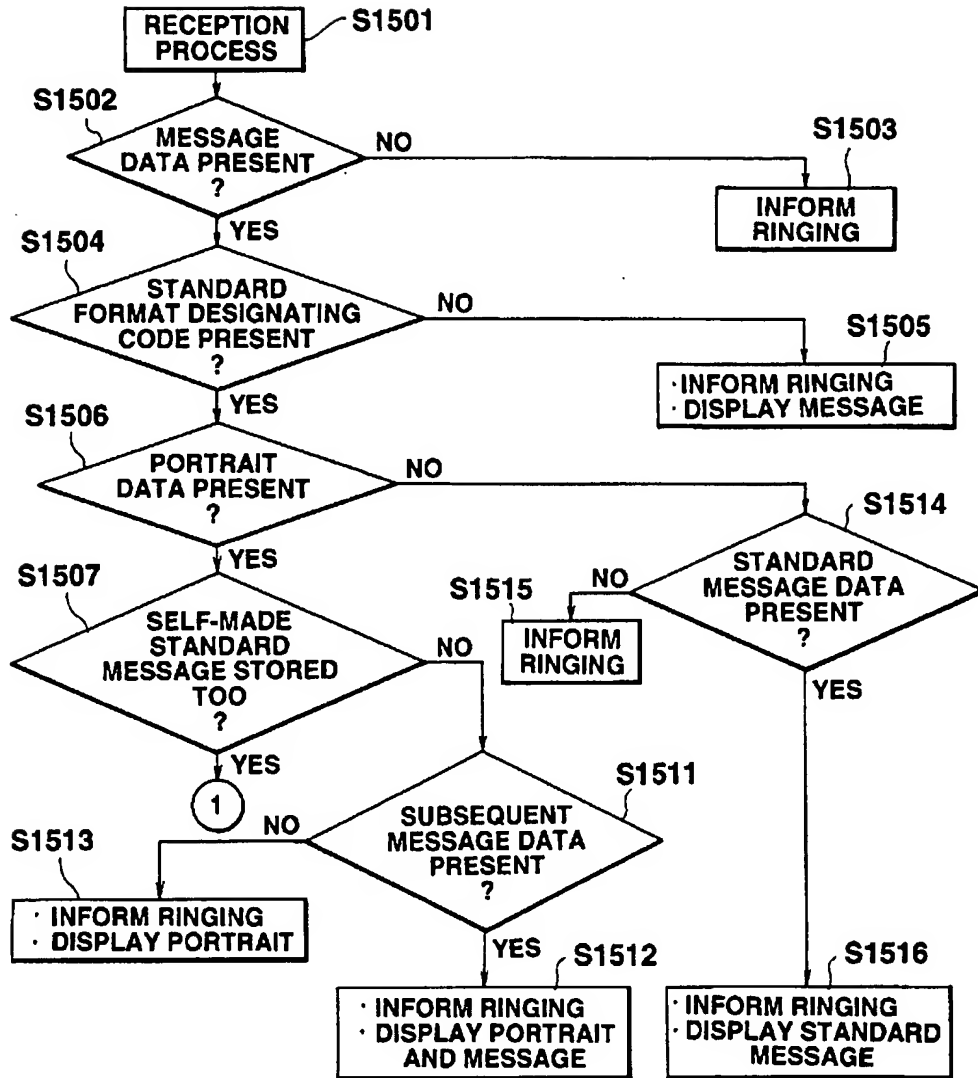 RECEPTION
PROCESS
S1501
S1502
MESSAGE
DATA PRESENT
?
NO
YES
S1503
INFORM
RINGING
S1504
STANDARD
FORMAT DESIGNATING
CODE PRESENT
?
NO
YES
S1505
· INFORM RINGING
· DISPLAY MESSAGE
S1506
PORTRAIT
DATA PRESENT
?
NO
YES
S1514
STANDARD
MESSAGE DATA
PRESENT
?
NO
YES
S1515
INFORM
RINGING
S1507
SELF-MADE
STANDARD
MESSAGE STORED
TOO
?
NO
YES
1
S1511
SUBSEQUENT
MESSAGE DATA
PRESENT
?
NO
YES
S1513
· INFORM RINGING
· DISPLAY PORTRAIT
S1512
· INFORM RINGING
· DISPLAY PORTRAIT
AND MESSAGE
S1516
· INFORM RINGING
· DISPLAY STANDARD
MESSAGE